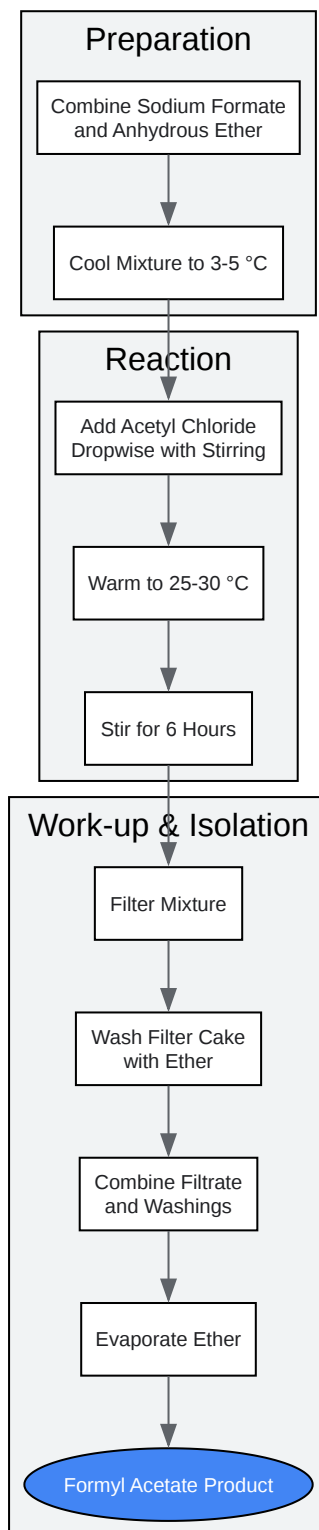 Preparation
Combine Sodium Formate
and Anhydrous Ether
Cool Mixture to 3-5 °C
Reaction
Add Acetyl Chloride
Dropwise with Stirring
Warm to 25-30 °C
Stir for 6 Hours
Work-up & Isolation
Filter Mixture
Wash Filter Cake
with Ether
Combine Filtrate
and Washings
Evaporate Ether
Formyl Acetate Product